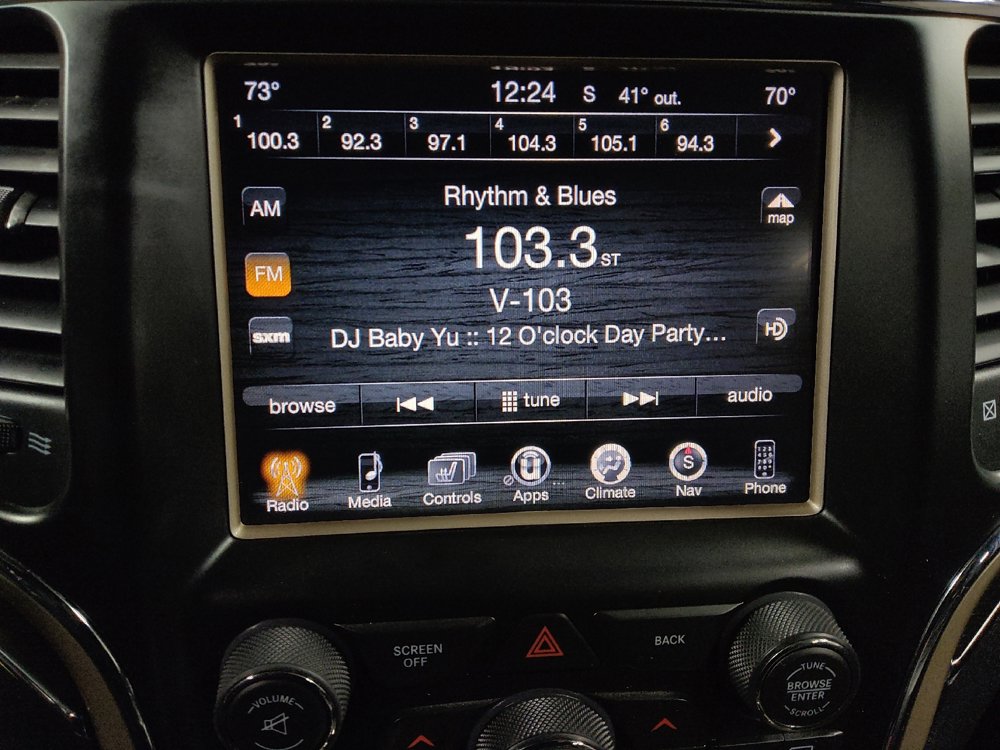 73° 12:24 S 41° out. 70°
1 100.3 2 92.3 3 97.1 4 104.3 5 105.1 6 94.3
Rhythm & Blues
AM map
103.3 ST
FM
V-103
sxm DJ Baby Yu :: 12 O'clock Day Party... HD
browse tune audio
Radio Media Controls Apps S Climate Nav Phone
SCREEN OFF BACK
VOLUME
TUNE
BROWSE
ENTER
SCROLL